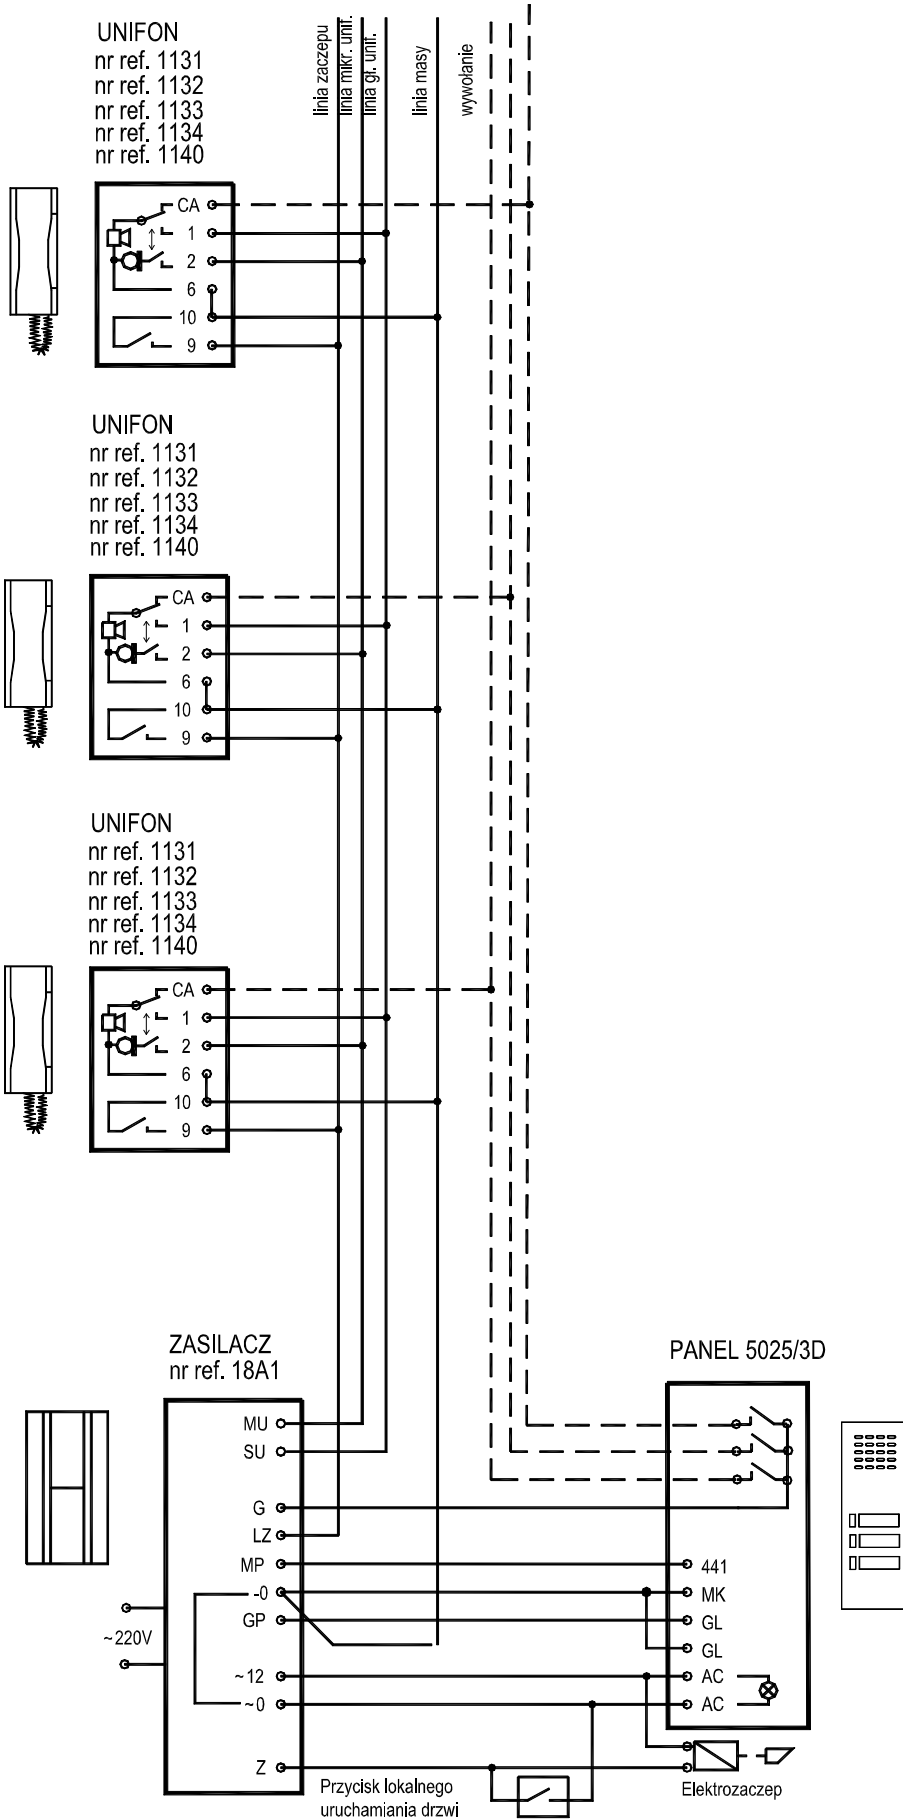 UNIFON
nr ref. 1131
nr ref. 1132
nr ref. 1133
nr ref. 1134
nr ref. 1140
linia zaczepu
linia mikr. unif.
linia gł. unif.
linia masy
wywołanie
CA
1
2
6
10
9
UNIFON
nr ref. 1131
nr ref. 1132
nr ref. 1133
nr ref. 1134
nr ref. 1140
CA
1
2
6
10
9
UNIFON
nr ref. 1131
nr ref. 1132
nr ref. 1133
nr ref. 1134
nr ref. 1140
CA
1
2
6
10
9
ZASILACZ
nr ref. 18A1
MU
SU
G
LZ
MP
-0
GP
~12
~0
Z
~220V
PANEL 5025/3D
441
MK
GL
GL
AC
AC
Elektrozaczep
Przycisk lokalnego
uruchamiania drzwi